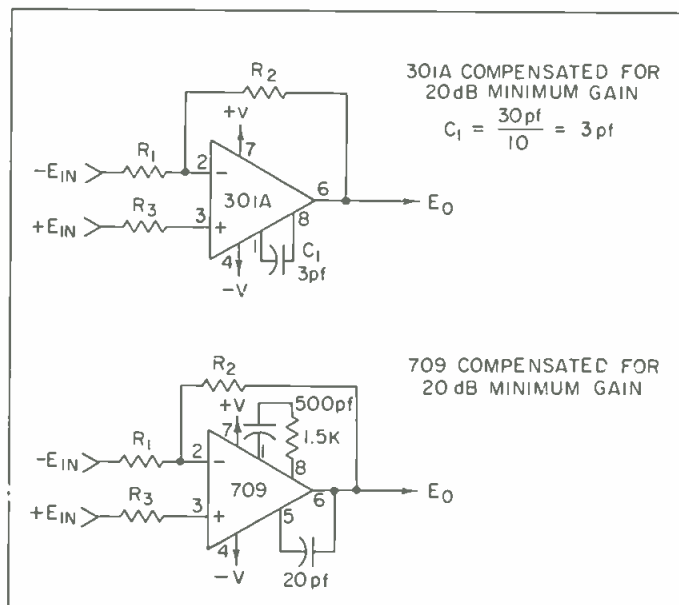 301A COMPENSATED FOR
20dB MINIMUM GAIN
C1 = 30pf / 10 = 3pf
R2
+V
7
R1
-EIN
2
-
301A
6
EO
+EIN
R3
3
+
8
1
4
C1
3pf
-V
709 COMPENSATED FOR
20dB MINIMUM GAIN
R2
+V
500pf
7
1
1.5K
R1
-EIN
2
-
8
709
6
EO
+EIN
R3
3
+
5
4
-V
20pf